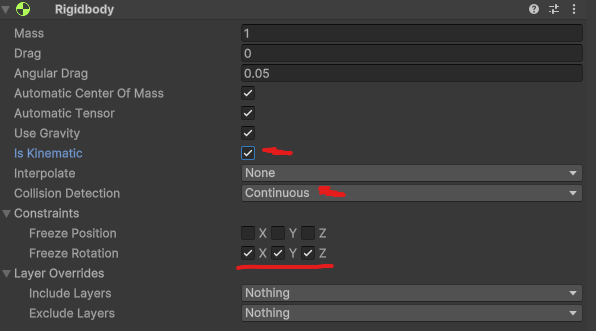 Rigidbody
Mass 1
Drag 0
Angular Drag 0.05
Automatic Center Of Mass
Automatic Tensor
Use Gravity
Is Kinematic
Interpolate None
Collision Detection Continuous
Constraints
Freeze Position X Y Z
Freeze Rotation X Y Z
Layer Overrides
Include Layers Nothing
Exclude Layers Nothing